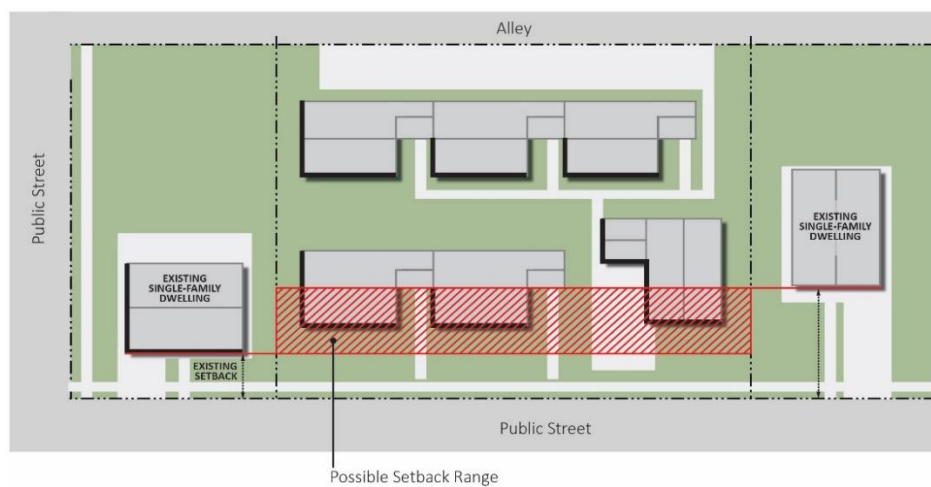 Alley
Public Street
EXISTING
SINGLE-FAMILY
DWELLING
EXISTING
SINGLE-FAMILY
DWELLING
EXISTING
SETBACK
Public Street
Possible Setback Range